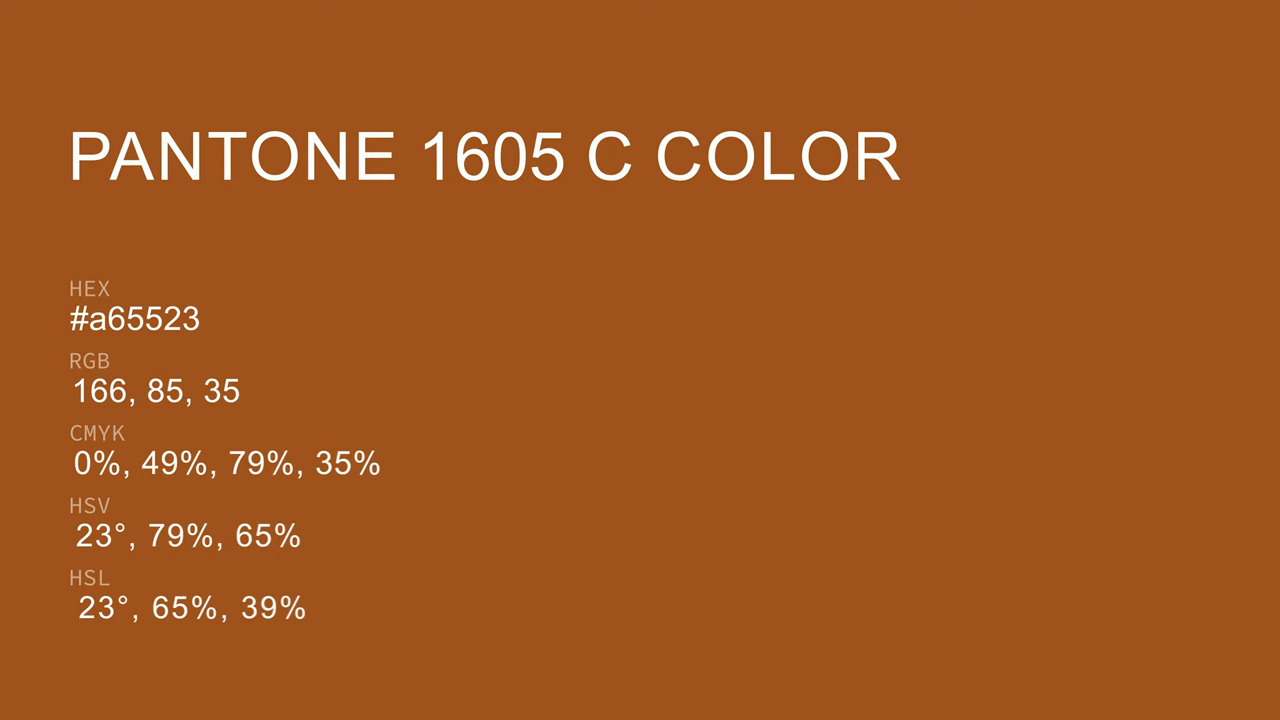 PANTONE 1605 C COLOR
HEX
#a65523
RGB
166, 85, 35
CMYK
0%, 49%, 79%, 35%
HSV
23°, 79%, 65%
HSL
23°, 65%, 39%